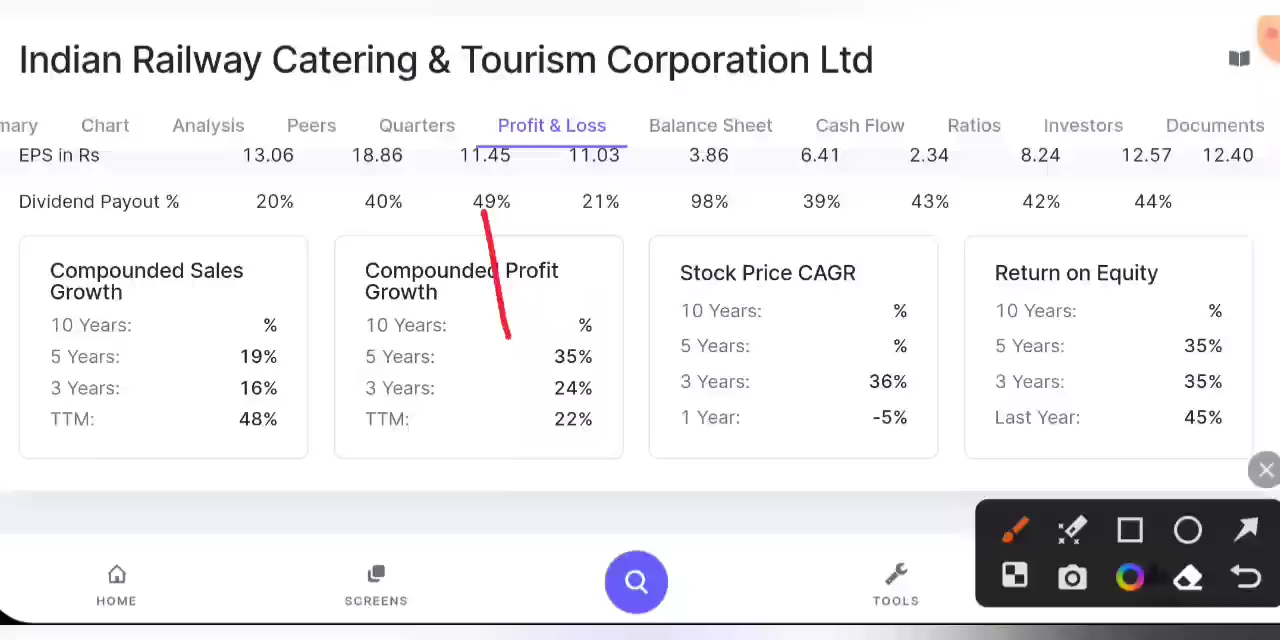 Indian Railway Catering & Tourism Corporation Ltd
mary Chart Analysis Peers Quarters Profit & Loss Balance Sheet Cash Flow Ratios Investors Documents
EPS in Rs 13.06 18.86 11.45 11.03 3.86 6.41 2.34 8.24 12.57 12.40
Dividend Payout % 20% 40% 49% 21% 98% 39% 43% 42% 44%
Compounded Sales Growth
10 Years: %
5 Years: 19%
3 Years: 16%
TTM: 48%
Compounded Profit Growth
10 Years: %
5 Years: 35%
3 Years: 24%
TTM: 22%
Stock Price CAGR
10 Years: %
5 Years: %
3 Years: 36%
1 Year: -5%
Return on Equity
10 Years: %
5 Years: 35%
3 Years: 35%
Last Year: 45%
HOME SCREENS TOOLS